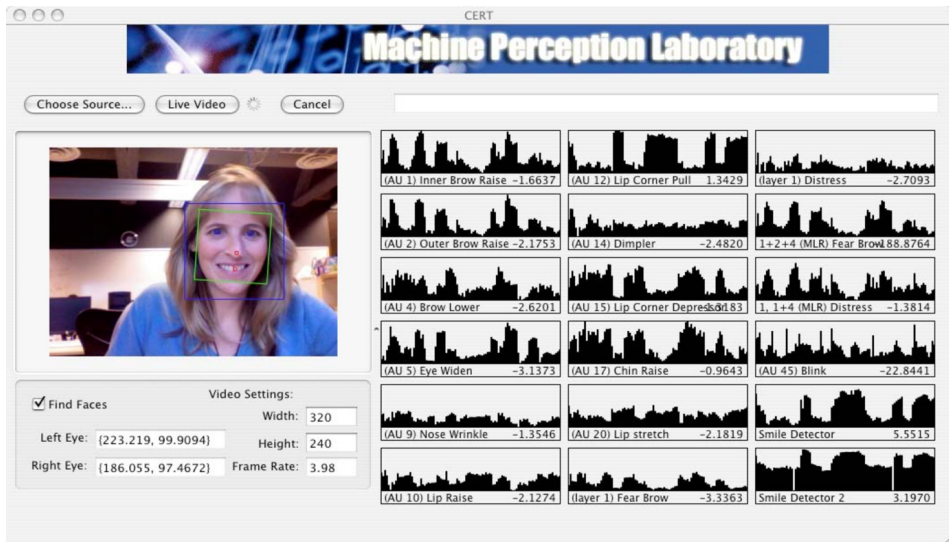 CERT
Machine Perception Laboratory
Choose Source... Live Video Cancel
(AU 1) Inner Brow Raise -1.6637
(AU 12) Lip Corner Pull 1.3429
(layer 1) Distress -2.7093
(AU 2) Outer Brow Raise -2.1753
(AU 14) Dimpler -2.4820
1+2+4 (MLR) Fear Brow 188.8764
(AU 4) Brow Lower -2.6201
(AU 15) Lip Corner Depressor
1, 1+4 (MLR) Distress -1.3814
(AU 5) Eye Widen -3.1373
(AU 17) Chin Raise -0.9643
(AU 45) Blink -22.8441
(AU 9) Nose Wrinkle -1.3546
(AU 20) Lip stretch -2.1819
Smile Detector 5.5515
(AU 10) Lip Raise -2.1274
(layer 1) Fear Brow -3.3363
Smile Detector 2 3.1970
Find Faces
Left Eye: {223.219, 99.9094}
Right Eye: {186.055, 97.4672}
Video Settings:
Width: 320
Height: 240
Frame Rate: 3.98